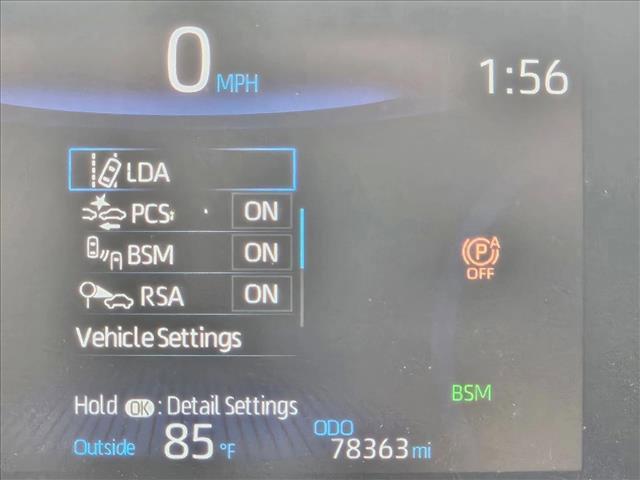 0 MPH
1:56
LDA
PCS ON
BSM ON
RSA ON
Vehicle Settings
P A
OFF
BSM
Hold OK : Detail Settings
Outside 85 °F
ODO
78363 mi